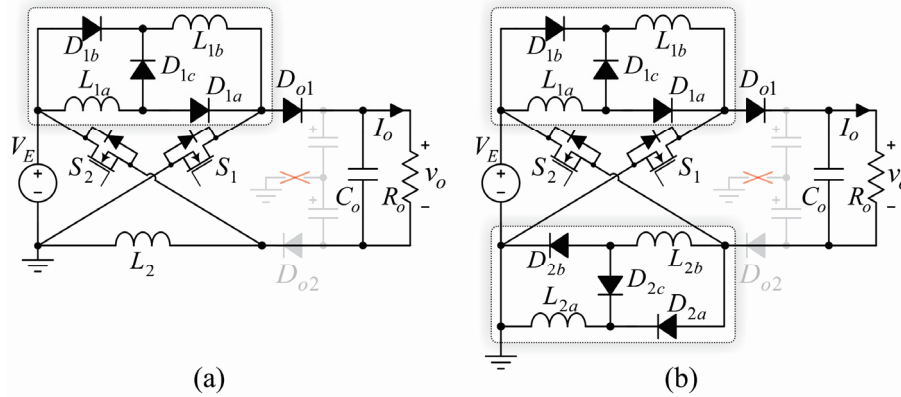 D1b L1b D1c L1a D1a Do1
VE S2 S1 Io Co Ro + vo −
+ −
+ +
L2 Do2
(a)
D1b L1b D1c L1a D1a Do1
VE S2 S1 Io Co Ro + vo −
+ −
+ +
D2b L2b D2c L2a D2a Do2
(b)